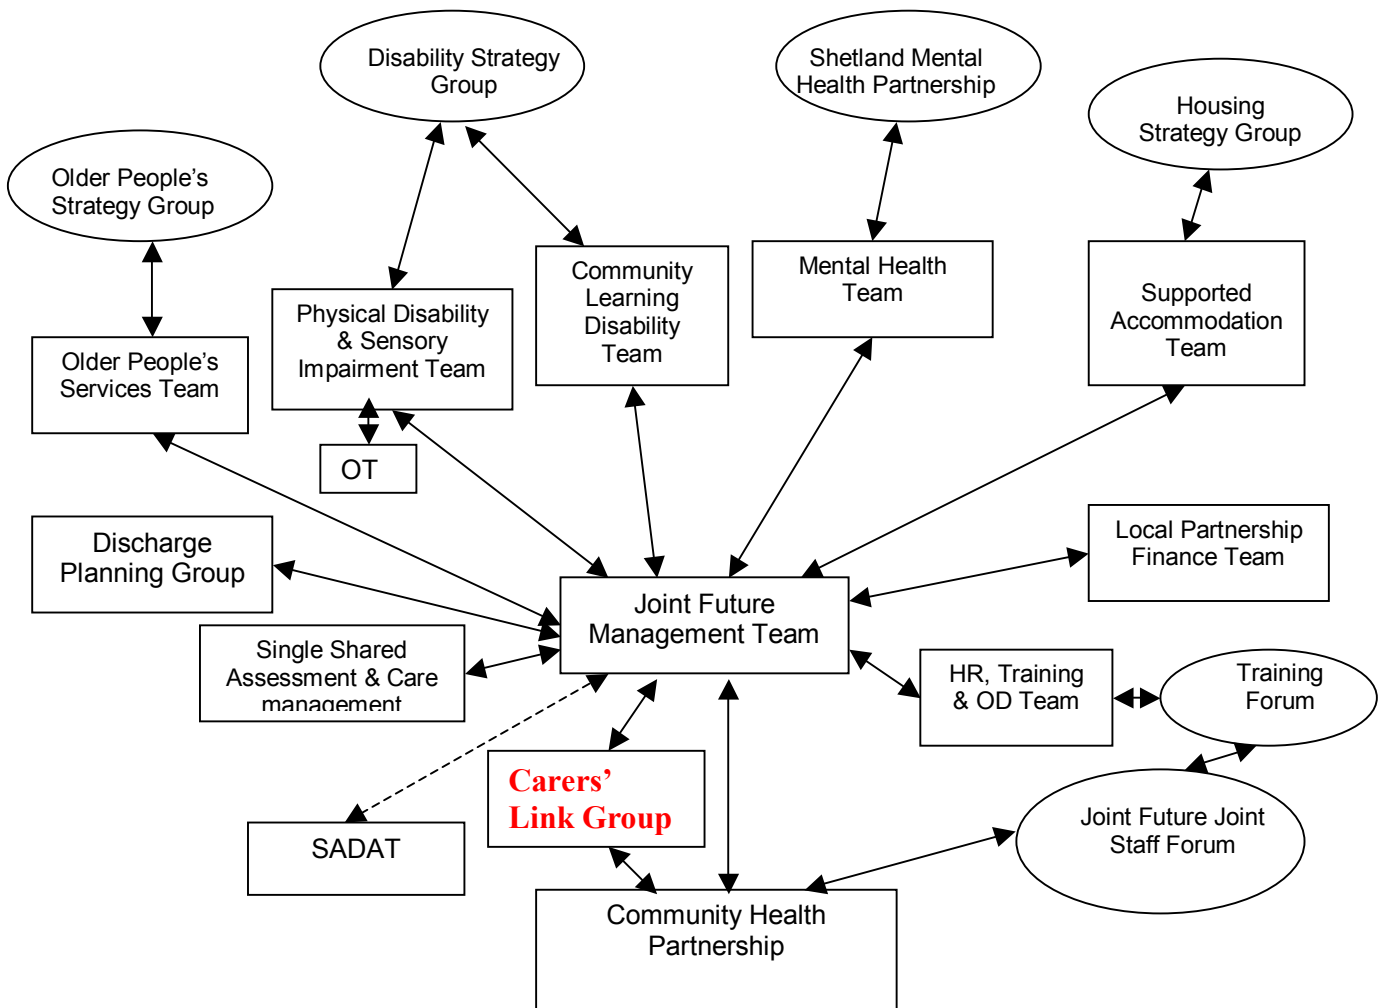 Disability Strategy
Group
Shetland Mental
Health Partnership
Housing
Strategy Group
Older People’s
Strategy Group
Community
Learning
Disability
Team
Mental Health
Team
Supported
Accommodation
Team
Physical Disability
& Sensory
Impairment Team
Older People’s
Services Team
OT
Discharge
Planning Group
Local Partnership
Finance Team
Joint Future
Management Team
Single Shared
Assessment & Care
management
HR, Training
& OD Team
Training
Forum
Carers’
Link Group
SADAT
Joint Future Joint
Staff Forum
Community Health
Partnership